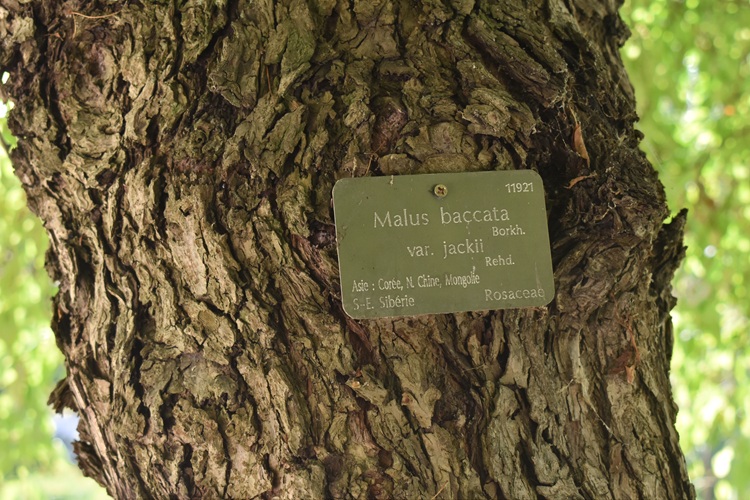 11921
Malus baccata
Borkh.
var. jackii
Rehd.
Asie : Corée, N. Chine, Mongolie
S-E. Sibérie Rosaceae